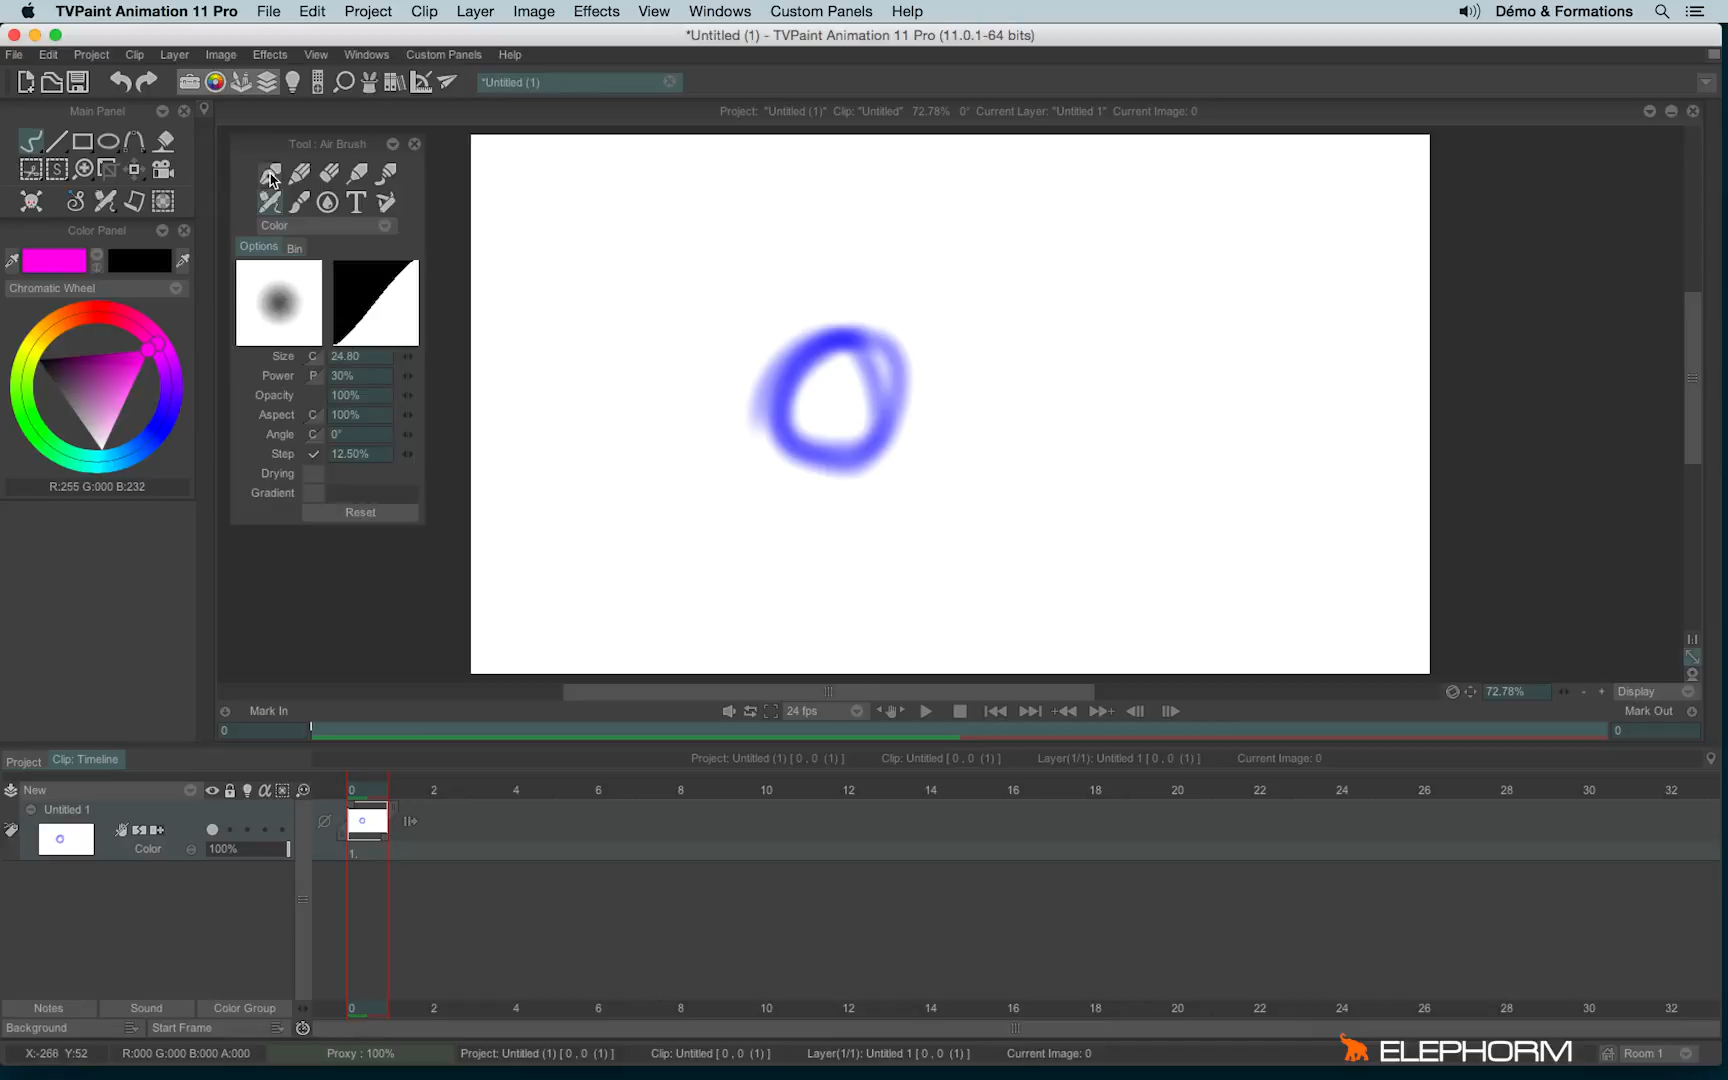 TVPaint Animation 11 Pro File Edit Project Clip Layer Image Effects View Windows Custom Panels Help Démo & Formations
*Untitled (1) - TVPaint Animation 11 Pro (11.0.1-64 bits)
File Edit Project Clip Layer Image Effects View Windows Custom Panels Help
*Untitled (1)
Main Panel
Project: "Untitled (1)" Clip: "Untitled" 72.78% 0° Current Layer: "Untitled 1" Current Image: 0
Tool : Air Brush
S
T
Color
Color Panel
Options Bin
Chromatic Wheel
Size C 24.80
Power P 30%
Opacity 100%
Aspect C 100%
Angle C 0°
Step 12.50%
Drying
Gradient
R:255 G:000 B:232
Reset
1:1
72.78% - + Display
Mark In 24 fps Mark Out
0 0
Project Clip: Timeline Project: Untitled (1) [ 0 , 0 (1) ] Clip: Untitled [ 0 , 0 (1) ] Layer(1/1): Untitled 1 [ 0 , 0 (1) ] Current Image: 0
New 0 2 4 6 8 10 12 14 16 18 20 22 24 26 28 30 32
Untitled 1
Color 100%
1.
Notes Sound Color Group 0 2 4 6 8 10 12 14 16 18 20 22 24 26 28 30 32
Background Start Frame
X:-266 Y:52 R:000 G:000 B:000 A:000 Proxy : 100% Project: Untitled (1) [ 0 , 0 (1) ] Clip: Untitled [ 0 , 0 (1) ] Layer(1/1): Untitled 1 [ 0 , 0 (1) ] Current Image: 0 ELEPHORM Room 1